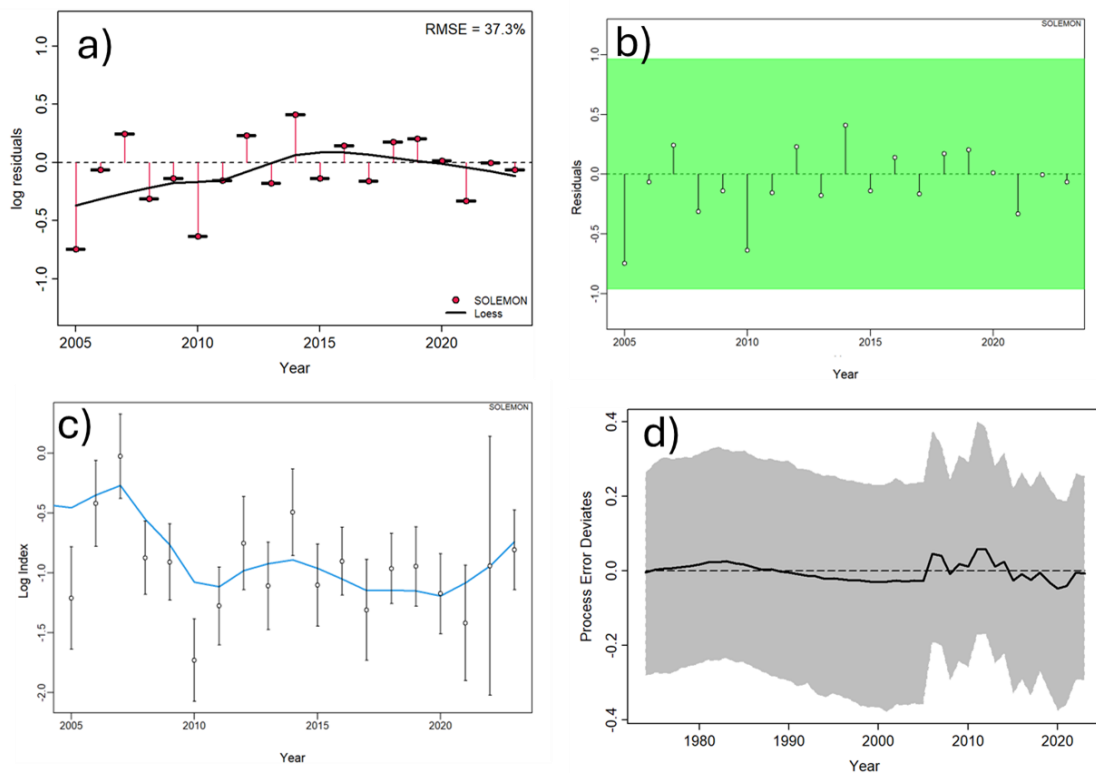 a)
RMSE = 37.3%
log residuals
1.0
0.5
0.0
-0.5
-1.0
SOLEMON
Loess
2005 2010 2015 2020
Year
b)
SOLEMON
Residuals
1.0
0.5
0.0
-0.5
-1.0
2005 2010 2015 2020
Year
c)
SOLEMON
Log Index
0.0
-0.5
-1.0
-1.5
-2.0
2005 2010 2015 2020
Year
d)
Process Error Deviates
0.4
0.2
0.0
-0.2
-0.4
1980 1990 2000 2010 2020
Year